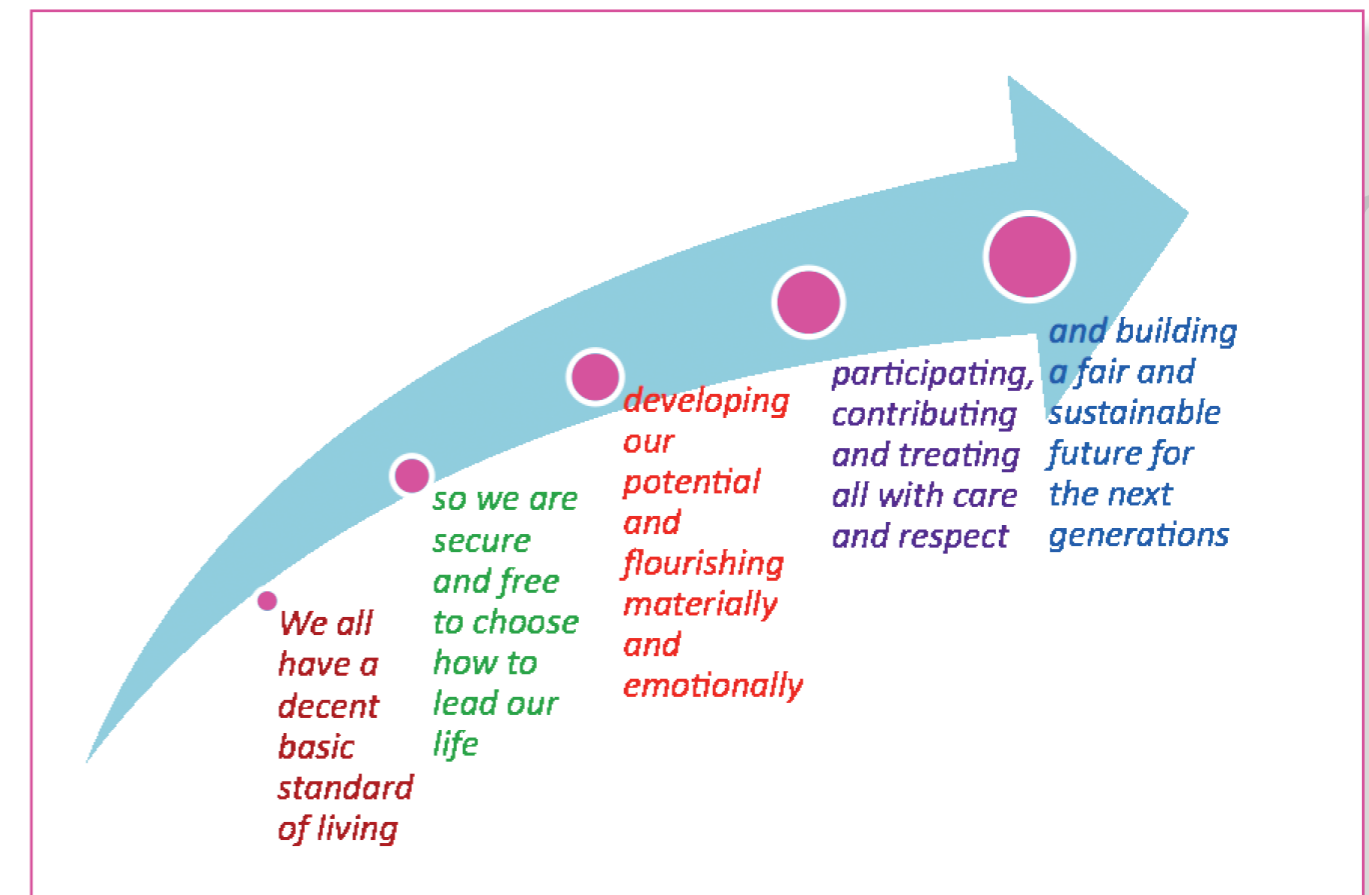 We all
have a
decent
basic
standard
of living
so we are
secure
and free
to choose
how to
lead our
life
developing
our
potential
and
flourishing
materially
and
emotionally
participating,
contributing
and treating
all with care
and respect
and building
a fair and
sustainable
future for
the next
generations